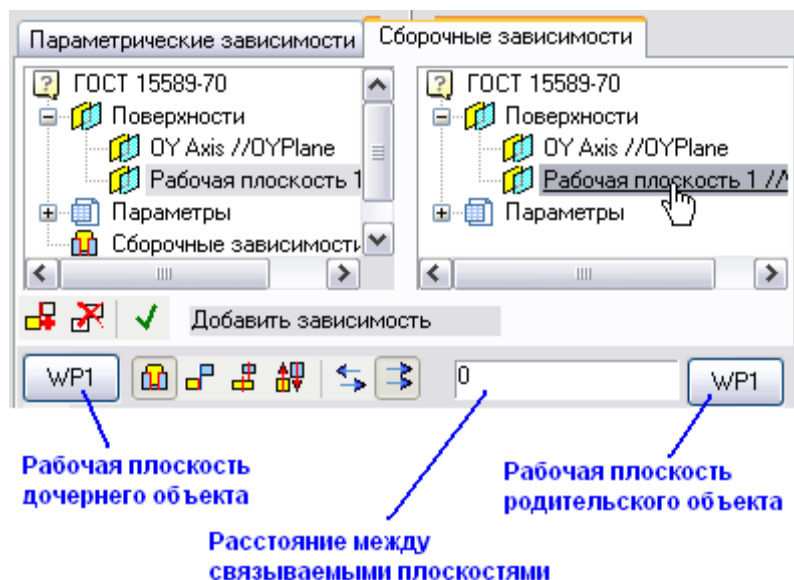 Параметрические зависимости
Сборочные зависимости
ГОСТ 15589-70
Поверхности
OY Axis //OYPlane
Рабочая плоскость 1
Параметры
Сборочные зависимости
ГОСТ 15589-70
Поверхности
OY Axis //OYPlane
Рабочая плоскость 1 //
Параметры
Добавить зависимость
WP1
0
WP1
Рабочая плоскость
дочернего объекта
Рабочая плоскость
родительского объекта
Расстояние между
связываемыми плоскостями